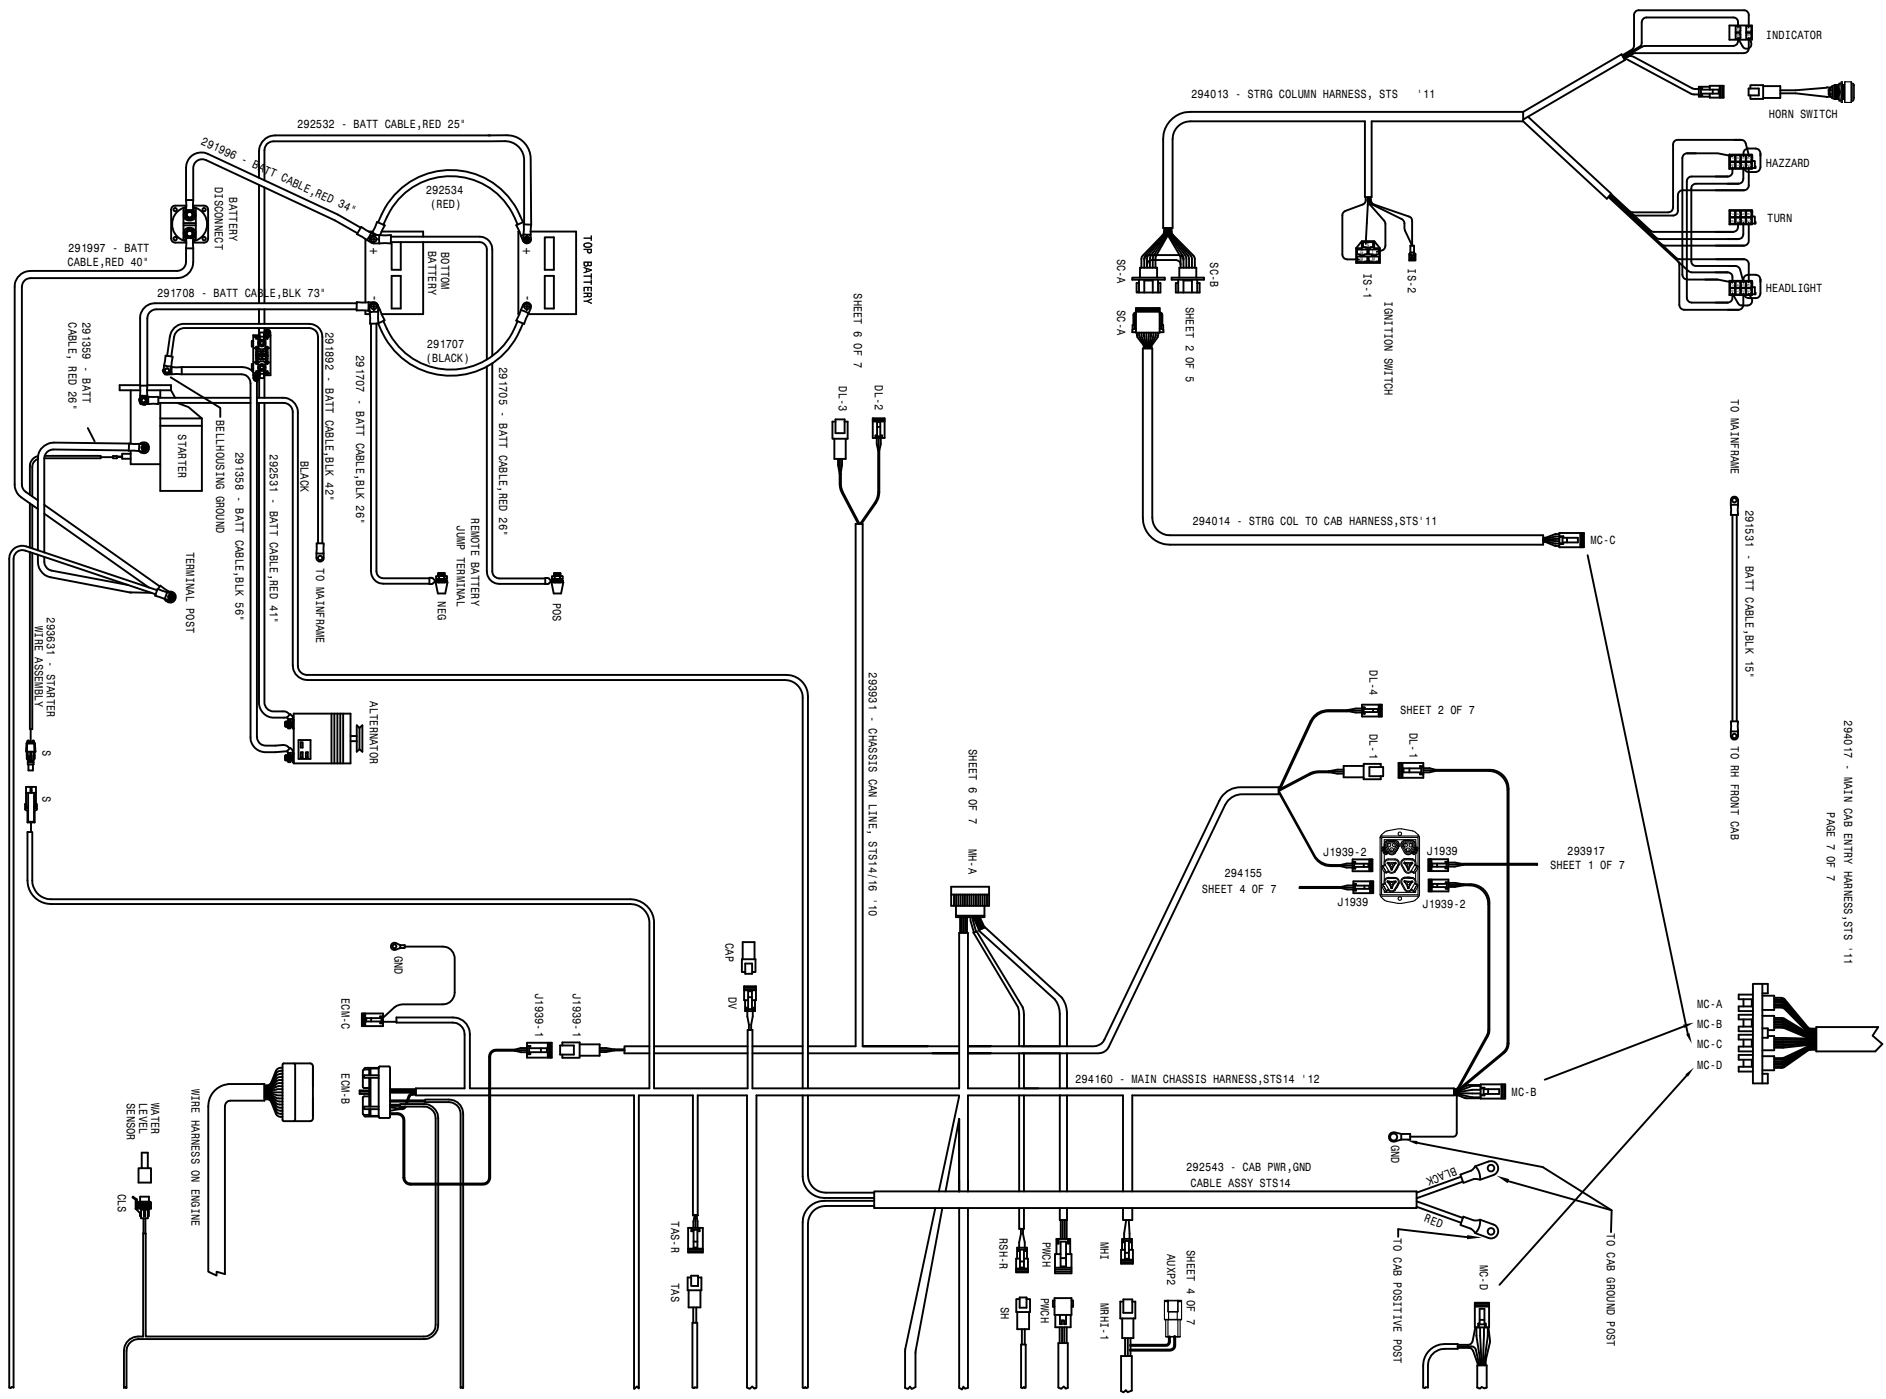 INDICATOR
HORN SWITCH
HAZZARD
TURN
HEADLIGHT
294013 - STRG COLUMN HARNESS, STS '11
SC-A
SC-B
SC-A
SHEET 2 OF 5
IS-1
IS-2
IGNITION SWITCH
294014 - STRG COL TO CAB HARNESS,STS'11
MC-C
TO MAINFRAME
291531 - BATT CABLE,BLK 15"
TO RH FRONT CAB
294017 - MAIN CAB ENTRY HARNESS,STS '11
PAGE 7 OF 7
MC-A
MC-B
MC-C
MC-D
292532 - BATT CABLE,RED 25"
291996 - BATT CABLE,RED 34"
BATTERY
DISCONNECT
291997 - BATT
CABLE,RED 40"
292534
(RED)
+
-
BOTTOM
BATTERY
+
-
TOP BATTERY
291708 - BATT CABLE,BLK 73"
291707
(BLACK)
291359 - BATT
CABLE, RED 26"
STARTER
BELLHOUSING GROUND
291892 - BATT CABLE,BLK 42"
TO MAINFRAME
BLACK
292531 - BATT CABLE,RED 41"
291358 - BATT CABLE,BLK 56"
291707 - BATT CABLE,BLK 26"
291705 - BATT CABLE,RED 26"
REMOTE BATTERY
JUMP TERMINAL
NEG
POS
TERMINAL POST
293631 - STARTER
WIRE ASSEMBLY
S
S
ALTERNATOR
SHEET 6 OF 7
DL-3
DL-2
293931 - CHASSIS CAN LINE, STS14/16 '10
SHEET 6 OF 7
MH-A
DL-4
SHEET 2 OF 7
DL-1
DL-1
J1939-2
J1939
293917
SHEET 1 OF 7
294155
SHEET 4 OF 7
J1939
J1939-2
CAP
DV
GND
ECM-C
J1939-1
J1939-1
ECM-B
WIRE HARNESS ON ENGINE
WATER
LEVEL
SENSOR
CLS
294160 - MAIN CHASSIS HARNESS,STS14 '12
MC-B
GND
292543 - CAB PWR,GND
CABLE ASSY STS14
BLACK
RED
TO CAB GROUND POST
TO CAB POSITIVE POST
MC-D
TAS-R
TAS
RSH-R
SH
PWCH
PWCH
MHI
MRHI-1
SHEET 4 OF 7
AUXP2